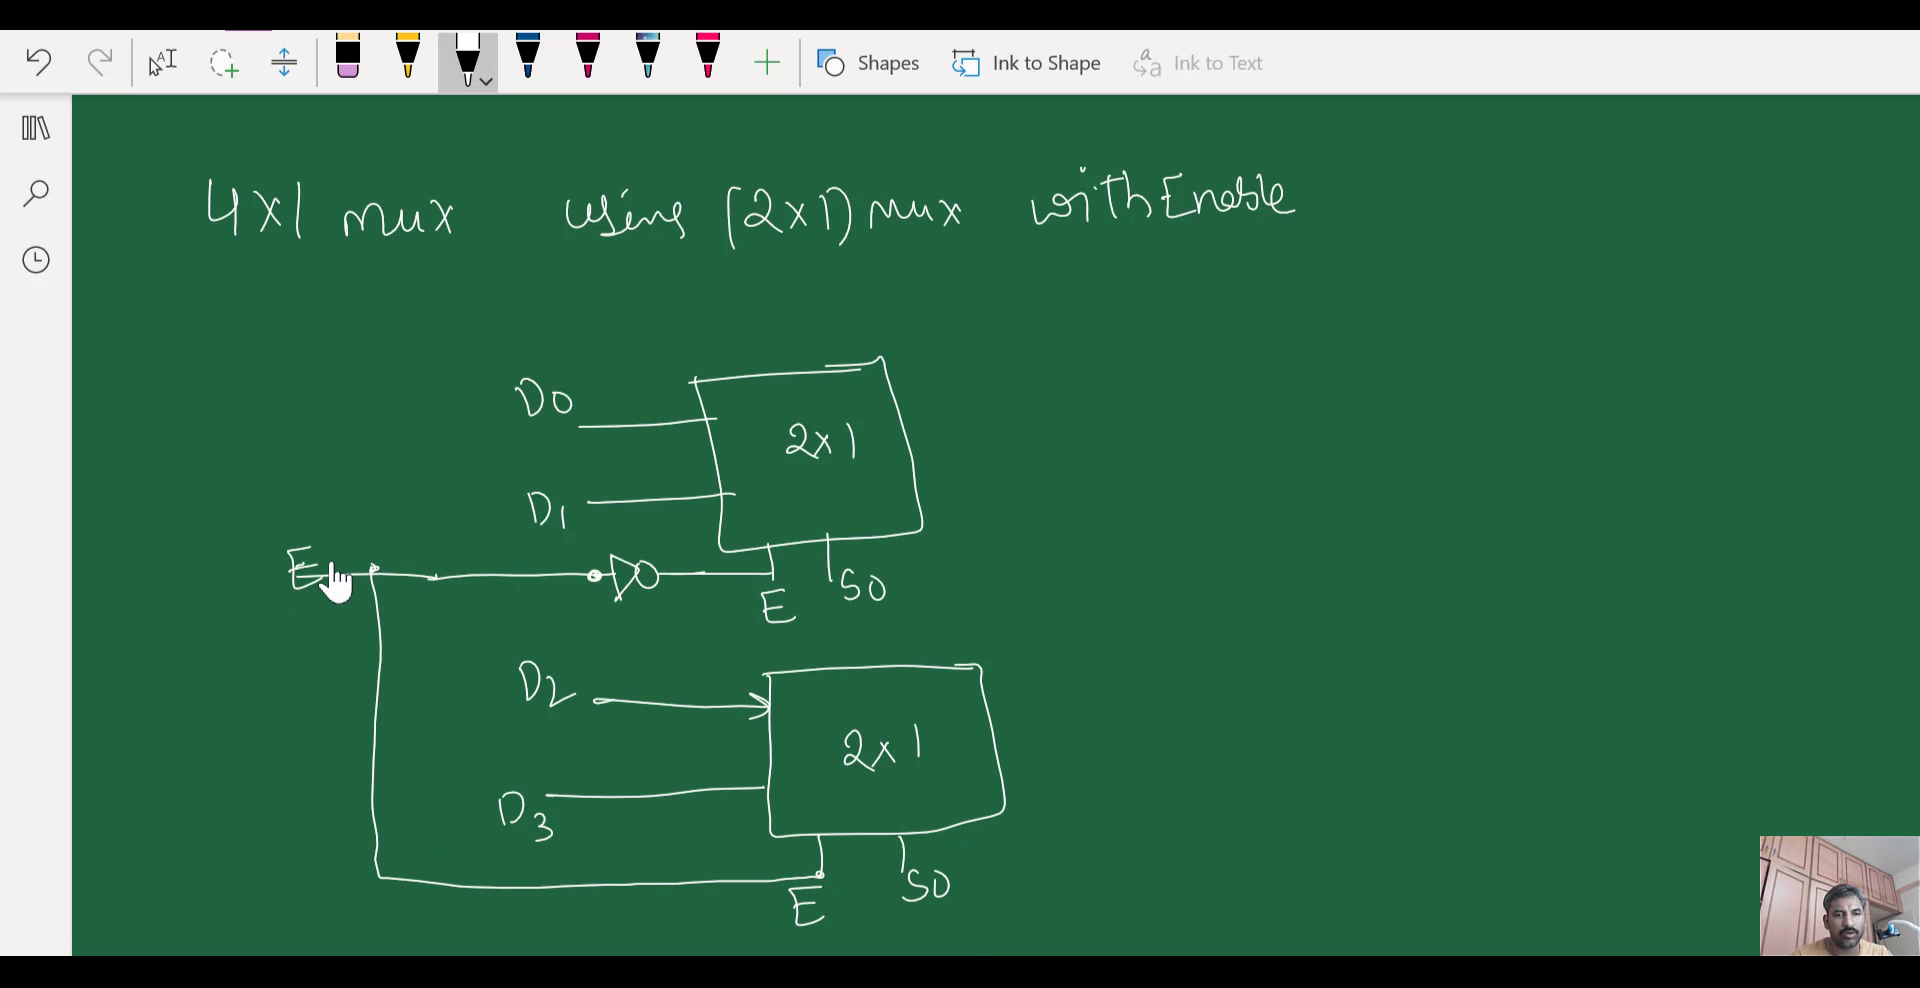 Shapes
Ink to Shape
Ink to Text
4x1 mux using (2x1) mux with Enable
D0
2x1
D1
E
E
S0
D2
2x1
D3
E
S0